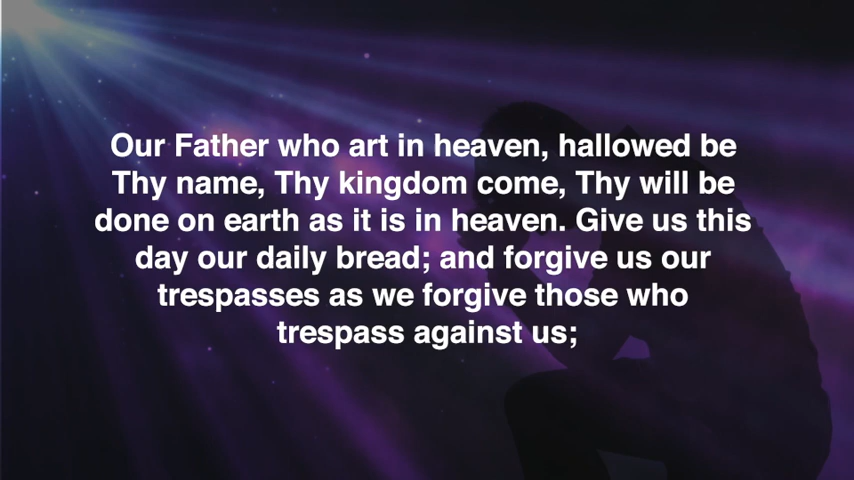 Our Father who art in heaven, hallowed be
Thy name, Thy kingdom come, Thy will be
done on earth as it is in heaven. Give us this
day our daily bread; and forgive us our
trespasses as we forgive those who
trespass against us;